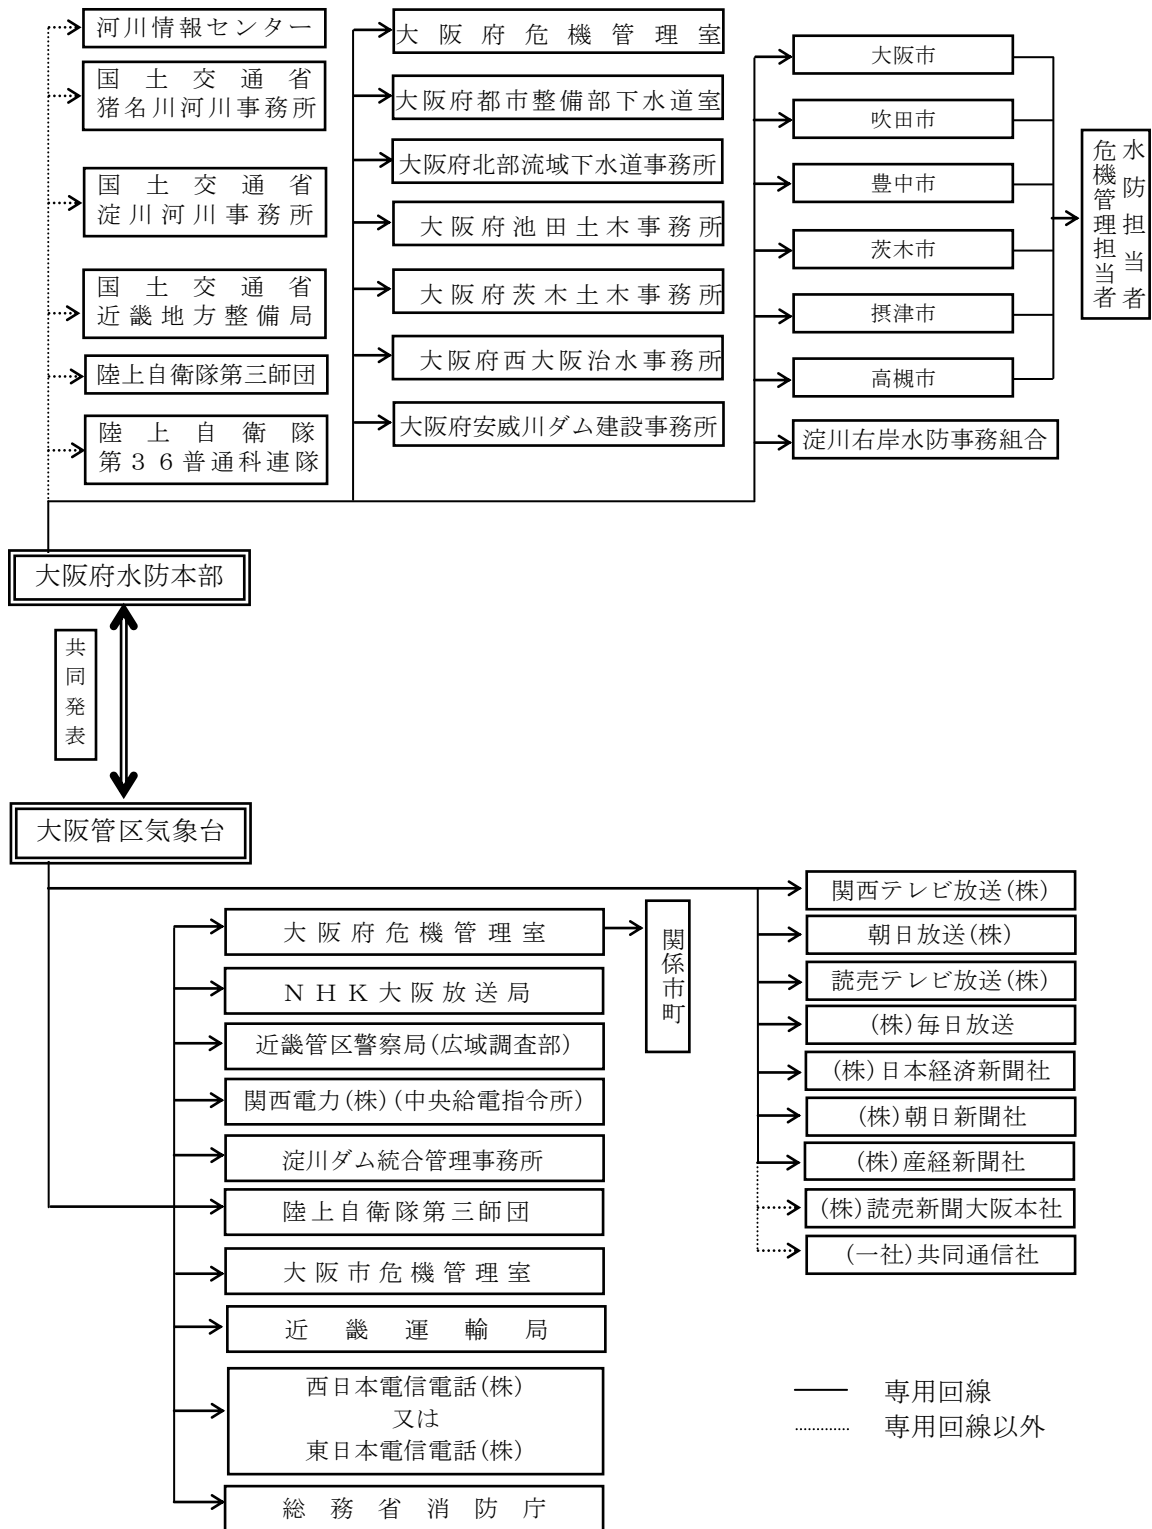 河川情報センター
国土交通省
猪名川河川事務所
国土交通省
淀川河川事務所
国土交通省
近畿地方整備局
陸上自衛隊第三師団
陸上自衛隊
第３６普通科連隊
大阪府危機管理室
大阪府都市整備部下水道室
大阪府北部流域下水道事務所
大阪府池田土木事務所
大阪府茨木土木事務所
大阪府西大阪治水事務所
大阪府安威川ダム建設事務所
大阪市
吹田市
豊中市
茨木市
摂津市
高槻市
淀川右岸水防事務組合
水防担当者
危機管理担当者
大阪府水防本部
共同発表
大阪管区気象台
大阪府危機管理室
ＮＨＫ大阪放送局
近畿管区警察局(広域調査部)
関西電力(株)(中央給電指令所)
淀川ダム統合管理事務所
陸上自衛隊第三師団
大阪市危機管理室
近畿運輸局
西日本電信電話(株)
又は
東日本電信電話(株)
総務省消防庁
関係市町
関西テレビ放送(株)
朝日放送(株)
読売テレビ放送(株)
(株)毎日放送
(株)日本経済新聞社
(株)朝日新聞社
(株)産経新聞社
(株)読売新聞大阪本社
(一社)共同通信社
専用回線
専用回線以外